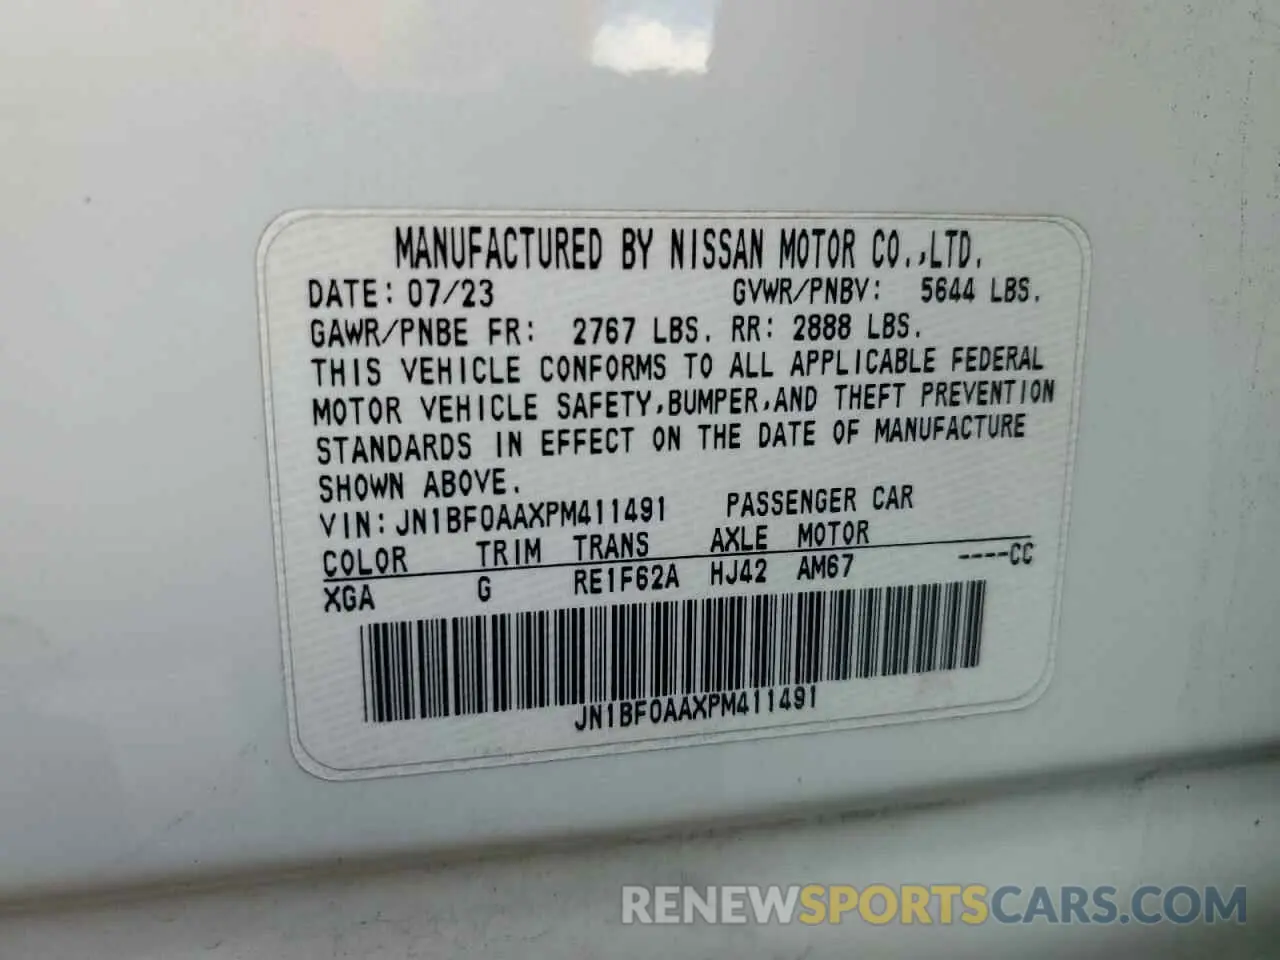 MANUFACTURED BY NISSAN MOTOR CO.,LTD.
DATE: 07/23 GVWR/PNBV: 5644 LBS.
GAWR/PNBE FR: 2767 LBS. RR: 2888 LBS.
THIS VEHICLE CONFORMS TO ALL APPLICABLE FEDERAL
MOTOR VEHICLE SAFETY,BUMPER,AND THEFT PREVENTION
STANDARDS IN EFFECT ON THE DATE OF MANUFACTURE
SHOWN ABOVE.
VIN: JN1BF0AAXPM411491 PASSENGER CAR
COLOR TRIM TRANS AXLE MOTOR
XGA G RE1F62A HJ42 AM67 ----CC
JN1BF0AAXPM411491
RENEWSPORTSCARS.COM